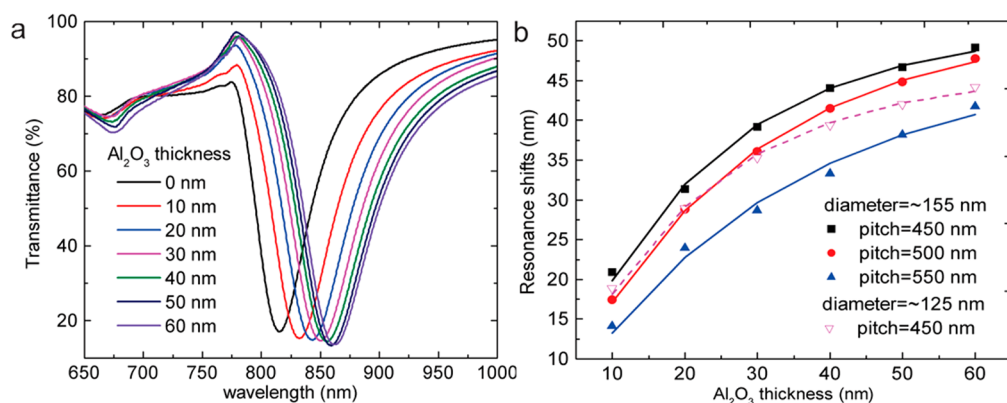 a
Transmittance (%)
100
80
60
40
20
Al₂O₃ thickness
0 nm
10 nm
20 nm
30 nm
40 nm
50 nm
60 nm
650 700 750 800 850 900 950 1000
wavelength (nm)
b
Resonance shifts (nm)
50
45
40
35
30
25
20
15
10
diameter=~155 nm
pitch=450 nm
pitch=500 nm
pitch=550 nm
diameter=~125 nm
pitch=450 nm
10 20 30 40 50 60
Al₂O₃ thickness (nm)